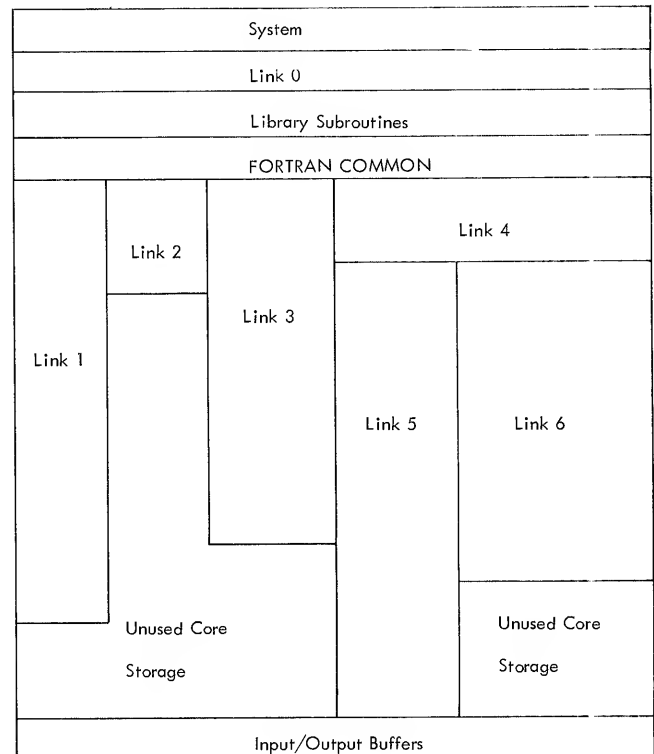 System
Link 0
Library Subroutines
FORTRAN COMMON
Link 1
Link 2
Link 3
Link 4
Link 5
Link 6
Unused Core
Storage
Unused Core
Storage
Input/Output Buffers